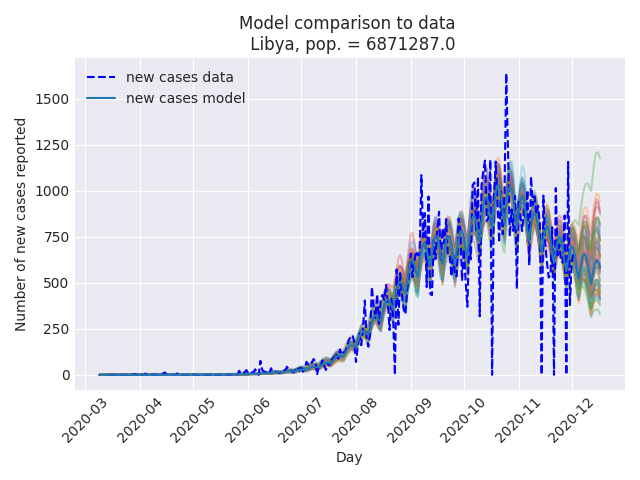 Model comparison to data
Libya, pop. = 6871287.0
new cases data
new cases model
Number of new cases reported
1500
1250
1000
750
500
250
0
2020-03
2020-04
2020-05
2020-06
2020-07
2020-08
2020-09
2020-10
2020-11
2020-12
Day